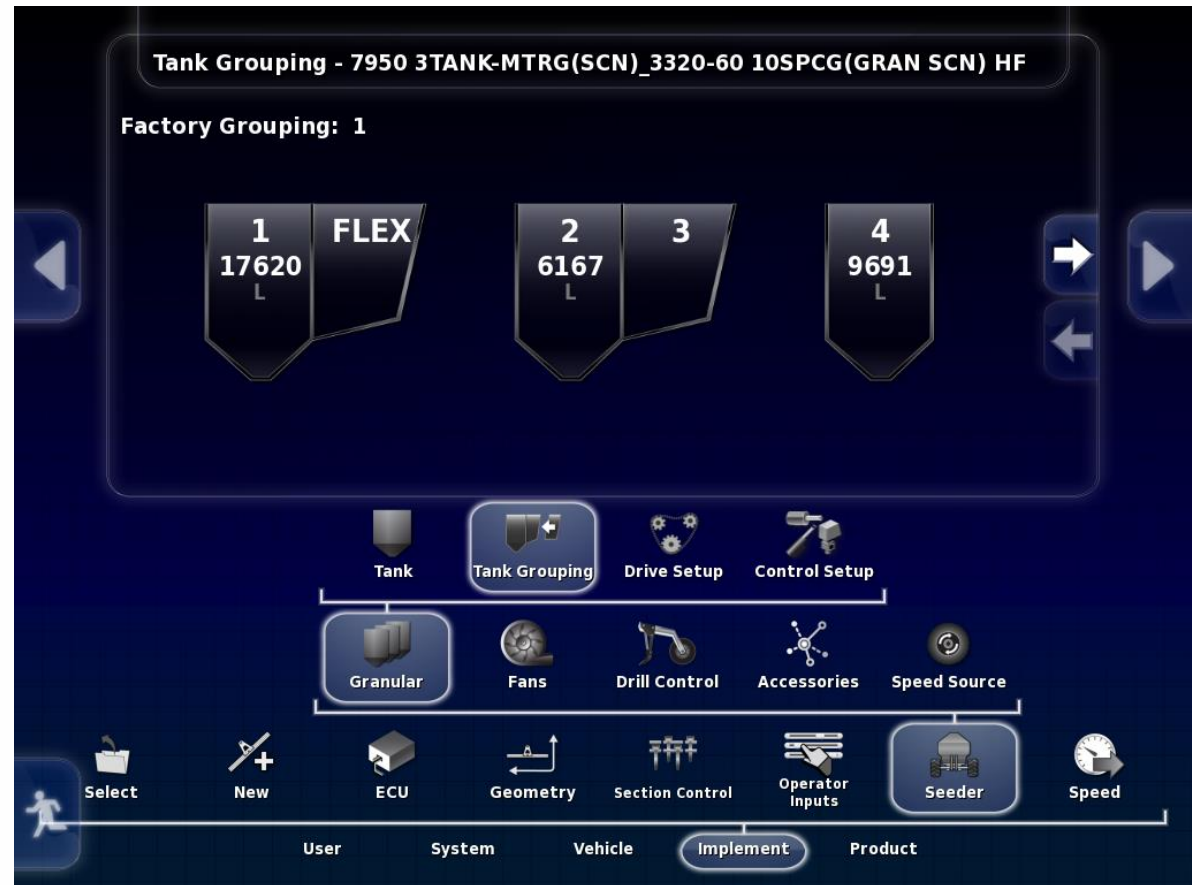 Tank Grouping - 7950 3TANK-MTRG(SCN)_3320-60 10SPCG(GRAN SCN) HF
Factory Grouping: 1
1 FLEX 2 3 4
17620 6167 9691
L L L
Tank Tank Grouping Drive Setup Control Setup
Granular Fans Drill Control Accessories Speed Source
Select New ECU Geometry Section Control Operator Inputs Seeder Speed
User System Vehicle Implement Product